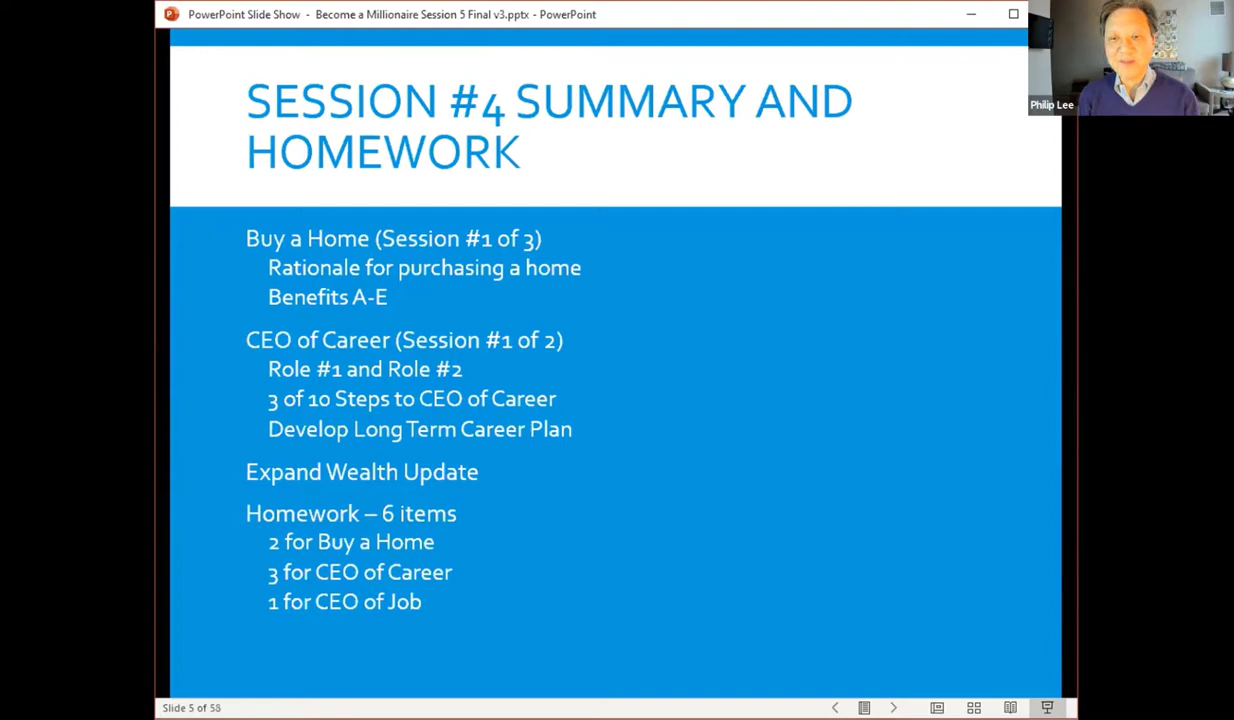 PowerPoint Slide Show - Become a Millionaire Session 5 Final v3.pptx - PowerPoint
Philip Lee
SESSION #4 SUMMARY AND
HOMEWORK
Buy a Home (Session #1 of 3)
Rationale for purchasing a home
Benefits A-E
CEO of Career (Session #1 of 2)
Role #1 and Role #2
3 of 10 Steps to CEO of Career
Develop Long Term Career Plan
Expand Wealth Update
Homework – 6 items
2 for Buy a Home
3 for CEO of Career
1 for CEO of Job
Slide 5 of 58